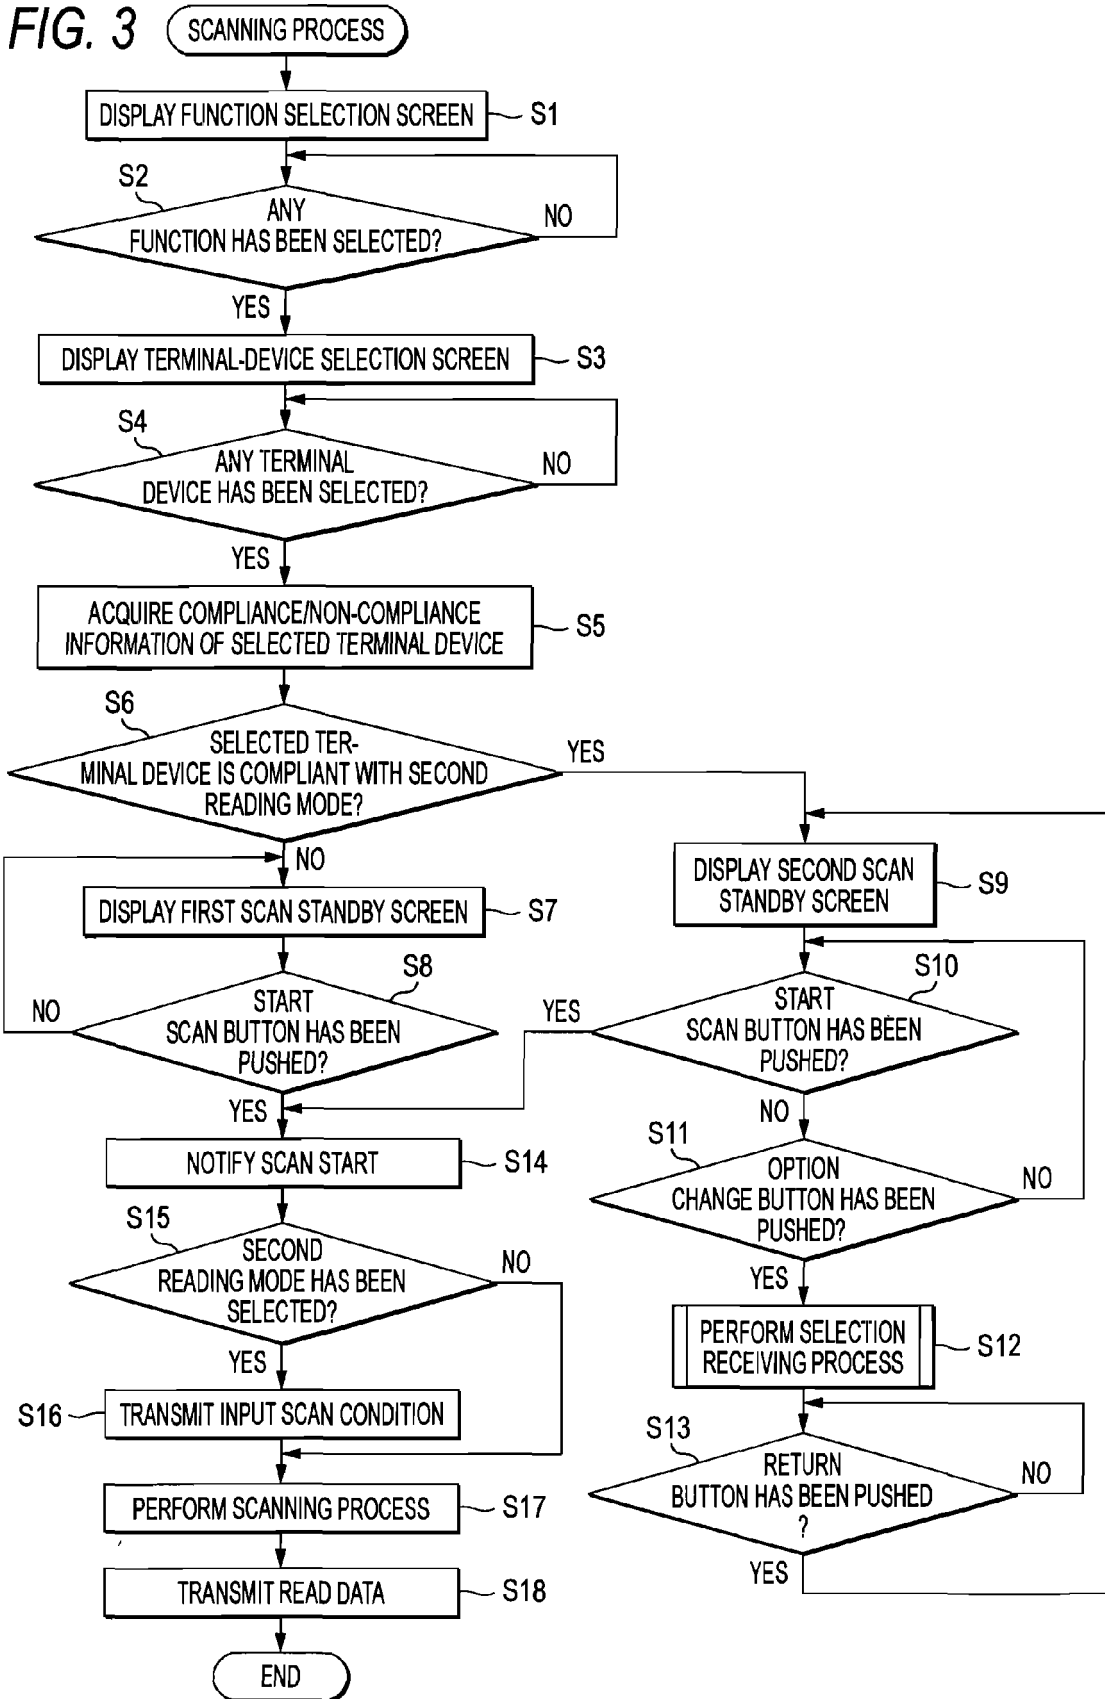 FIG. 3
SCANNING PROCESS
DISPLAY FUNCTION SELECTION SCREEN
S1
S2
ANY
FUNCTION HAS BEEN SELECTED?
NO
YES
DISPLAY TERMINAL-DEVICE SELECTION SCREEN
S3
S4
ANY TERMINAL
DEVICE HAS BEEN SELECTED?
NO
YES
ACQUIRE COMPLIANCE/NON-COMPLIANCE
INFORMATION OF SELECTED TERMINAL DEVICE
S5
S6
SELECTED TER-
MINAL DEVICE IS COMPLIANT WITH SECOND
READING MODE?
YES
NO
DISPLAY FIRST SCAN STANDBY SCREEN
S7
S8
START
SCAN BUTTON HAS BEEN
PUSHED?
NO
YES
DISPLAY SECOND SCAN
STANDBY SCREEN
S9
S10
START
SCAN BUTTON HAS BEEN
PUSHED?
YES
NO
S11
OPTION
CHANGE BUTTON HAS BEEN
PUSHED?
NO
YES
PERFORM SELECTION
RECEIVING PROCESS
S12
S13
RETURN
BUTTON HAS BEEN PUSHED
?
NO
YES
NOTIFY SCAN START
S14
S15
SECOND
READING MODE HAS BEEN
SELECTED?
NO
YES
S16
TRANSMIT INPUT SCAN CONDITION
PERFORM SCANNING PROCESS
S17
TRANSMIT READ DATA
S18
END